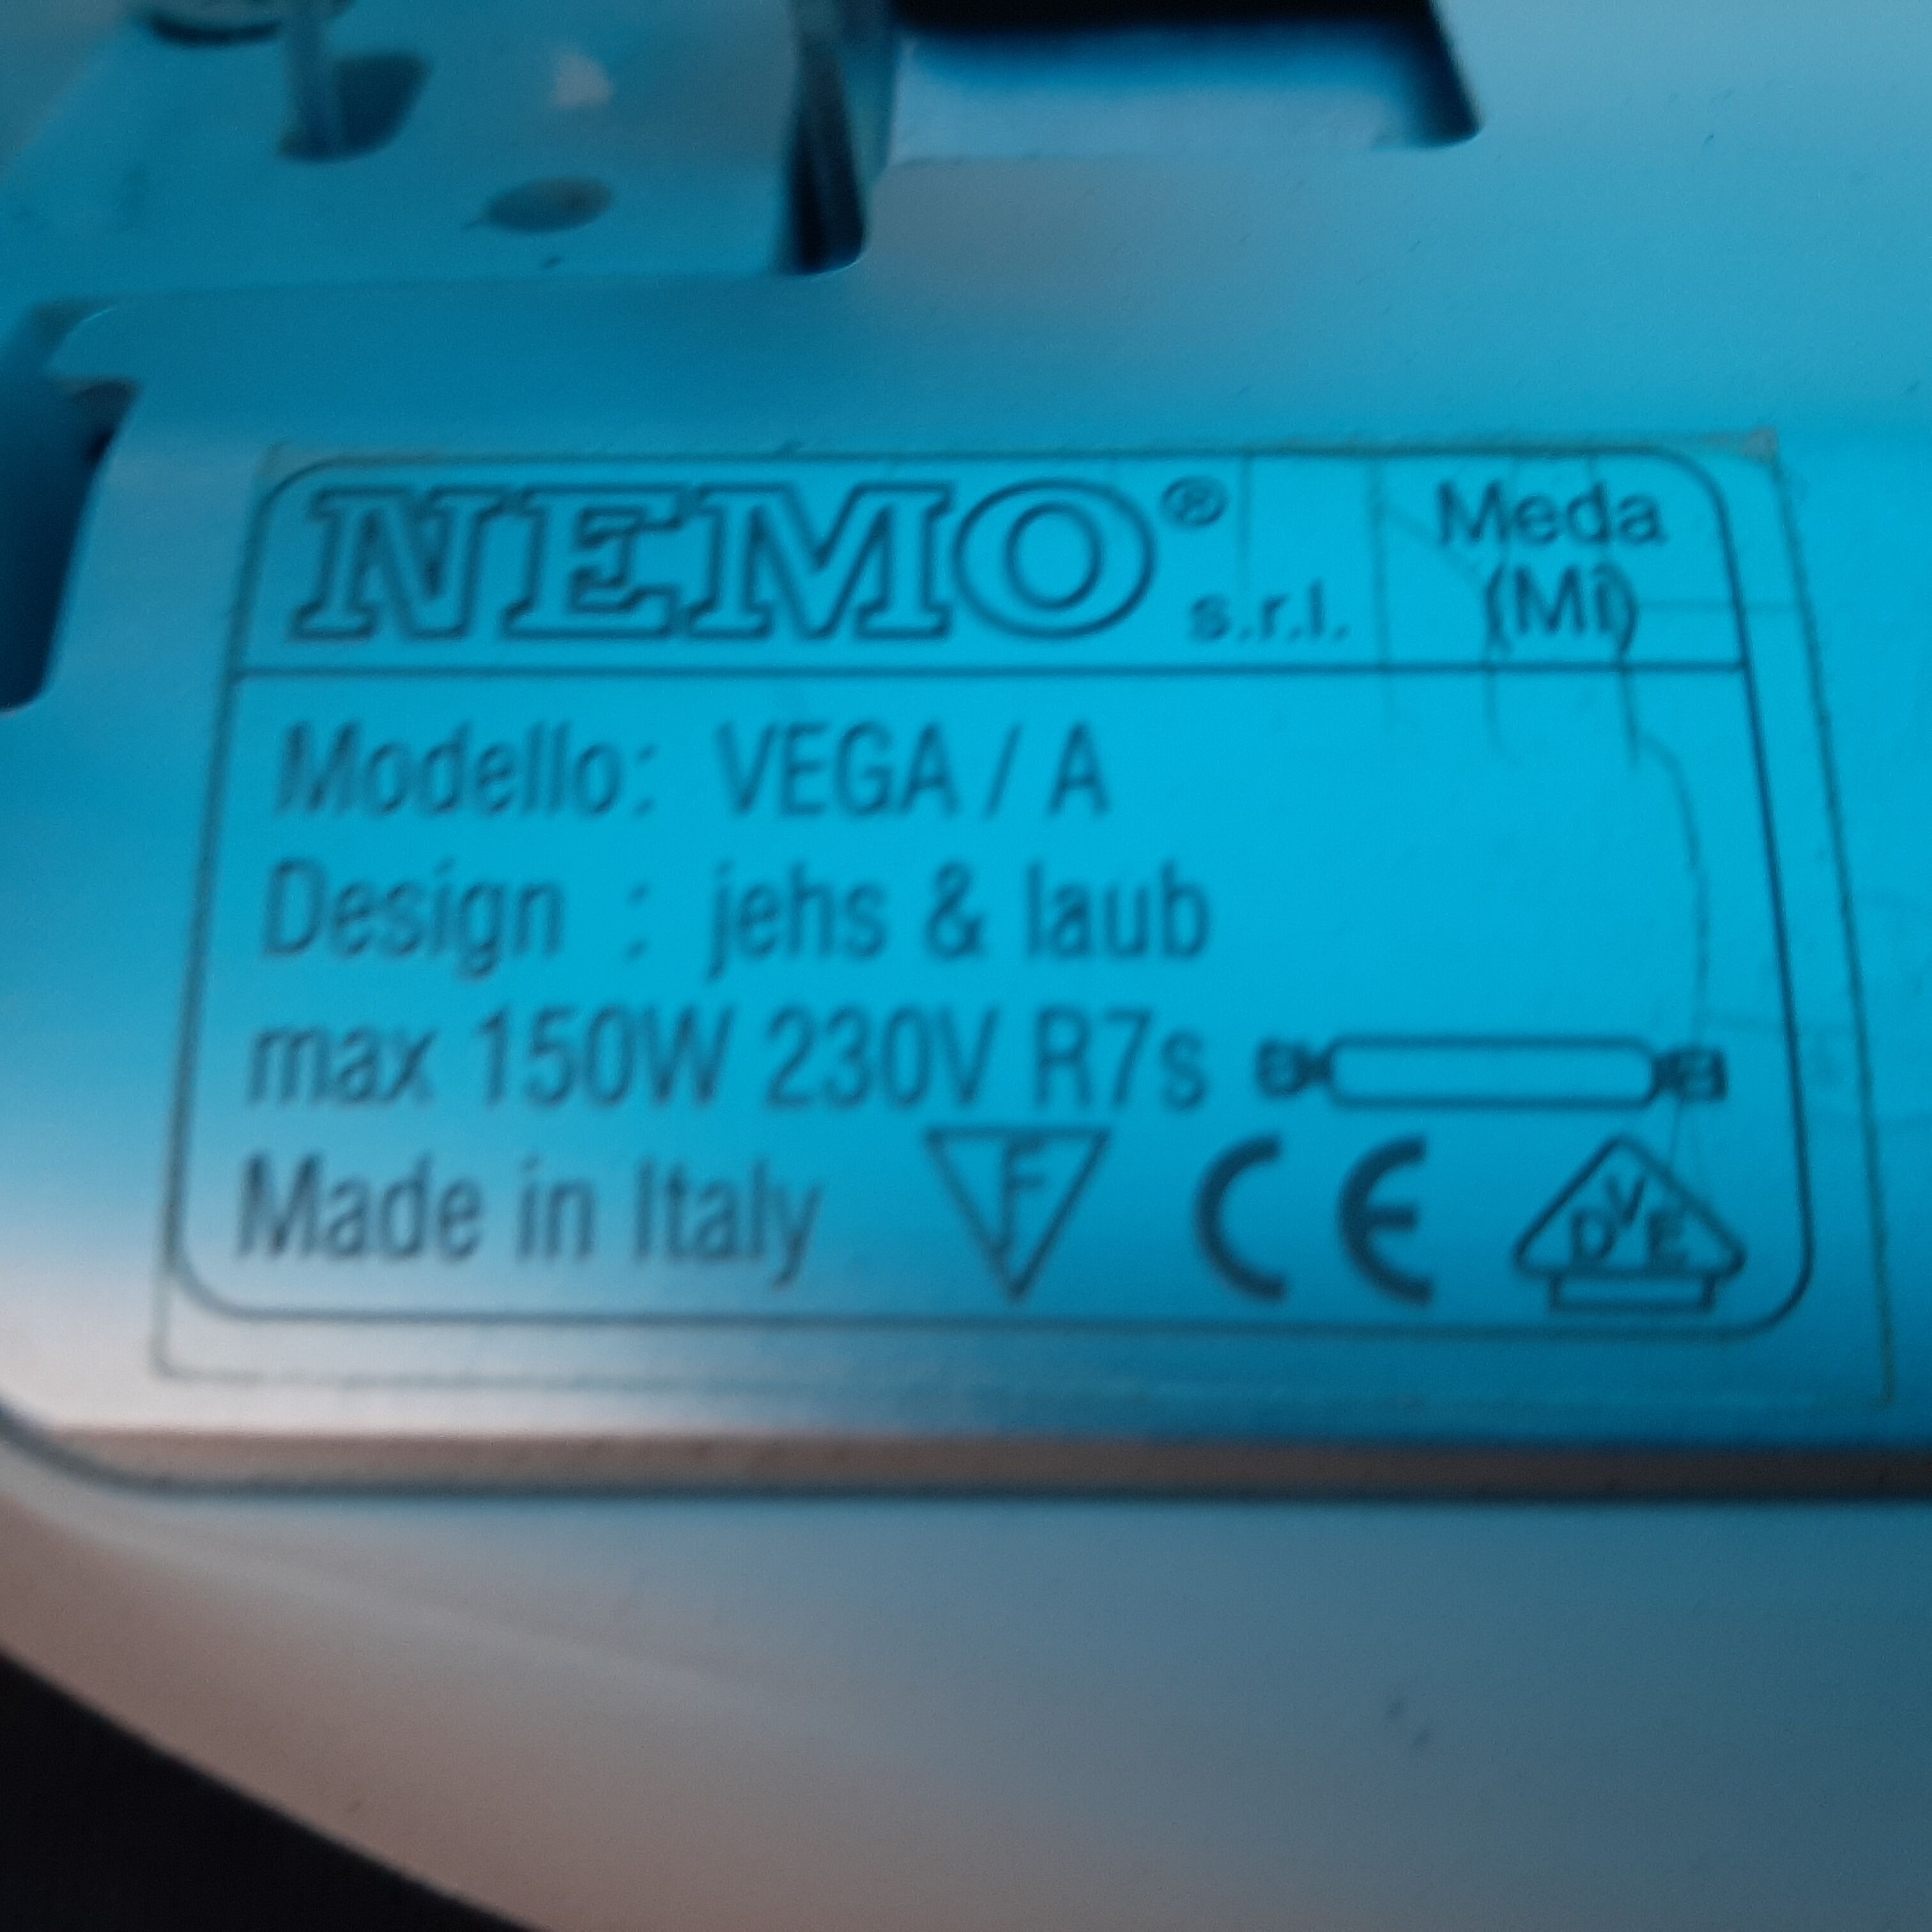 NEMO® s.r.l. Meda
(Mi)
Modello: VEGA / A
Design : jehs & laub
max 150W 230V R7s
Made in Italy F CE DVE